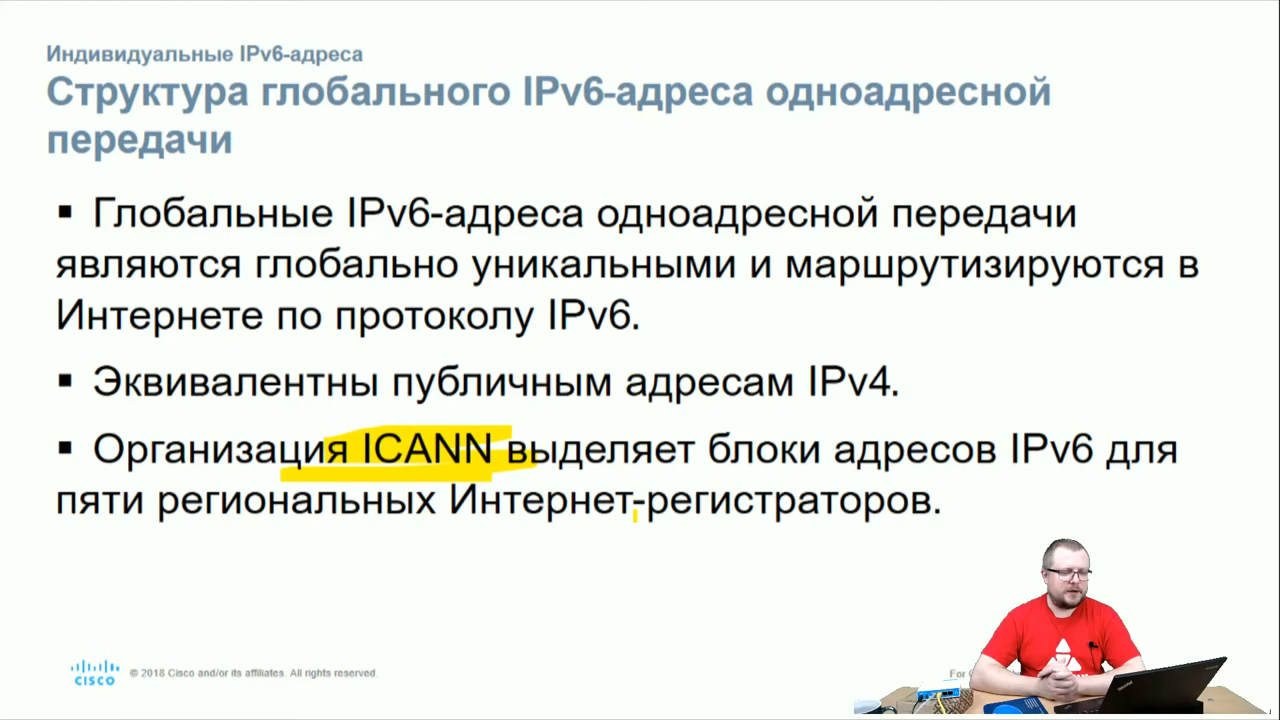 Индивидуальные IPv6-адреса
Структура глобального IPv6-адреса одноадресной
передачи
▪ Глобальные IPv6-адреса одноадресной передачи
являются глобально уникальными и маршрутизируются в
Интернете по протоколу IPv6.
▪ Эквивалентны публичным адресам IPv4.
▪ Организация ICANN выделяет блоки адресов IPv6 для
пяти региональных Интернет-регистраторов.
CISCO
© 2018 Cisco and/or its affiliates. All rights reserved.
For